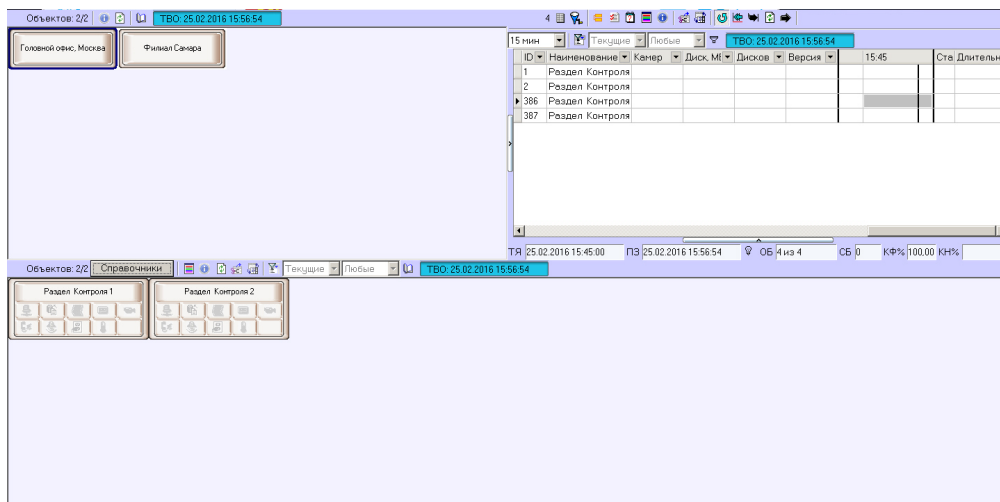 Объектов: 2/2 ТВО: 25.02.2016 15:56:54
Головной офис, Москва Филиал Самара
4
15 мин Текущие Любые ТВО: 25.02.2016 15:56:54
ID Наименование Камер Диск, МБ Дисков Версия 15:45 Ста Длительн
1 Раздел Контроля
2 Раздел Контроля
386 Раздел Контроля
387 Раздел Контроля
ТЯ 25.02.2016 15:45:00 ПЗ 25.02.2016 15:56:54 ОБ 4 из 4 СБ 0 КФ% 100,00 КН%
Объектов: 2/2 Справочники Текущие Любые ТВО: 25.02.2016 15:56:54
Раздел Контроля 1 Раздел Контроля 2